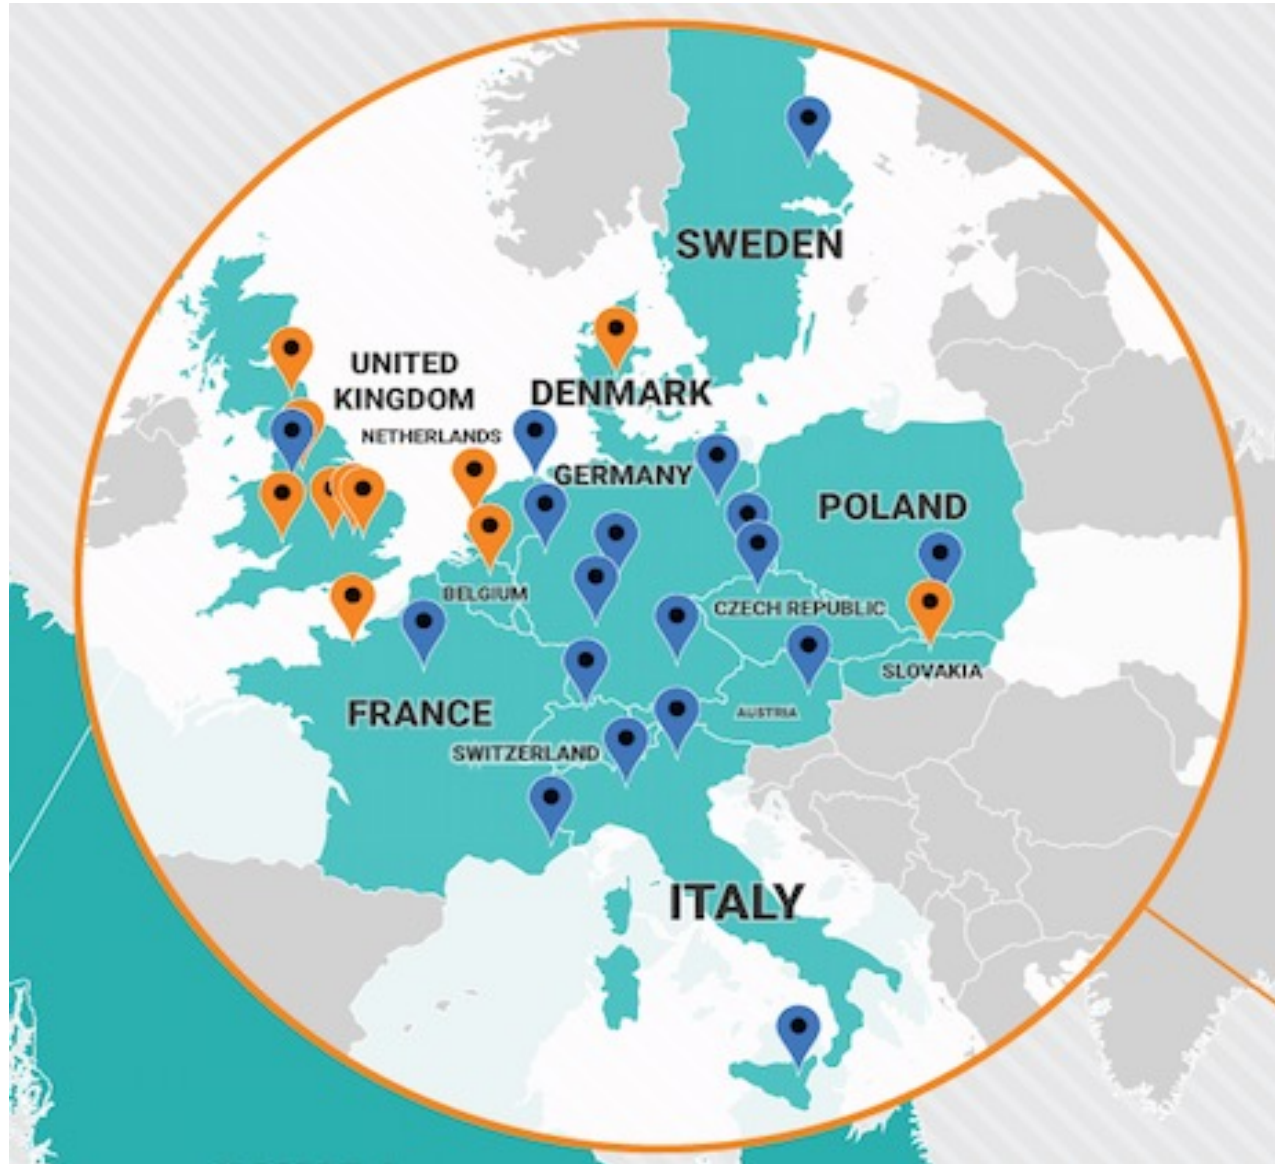 SWEDEN
UNITED
KINGDOM
DENMARK
NETHERLANDS
GERMANY
POLAND
BELGIUM
CZECH REPUBLIC
SLOVAKIA
FRANCE
AUSTRIA
SWITZERLAND
ITALY